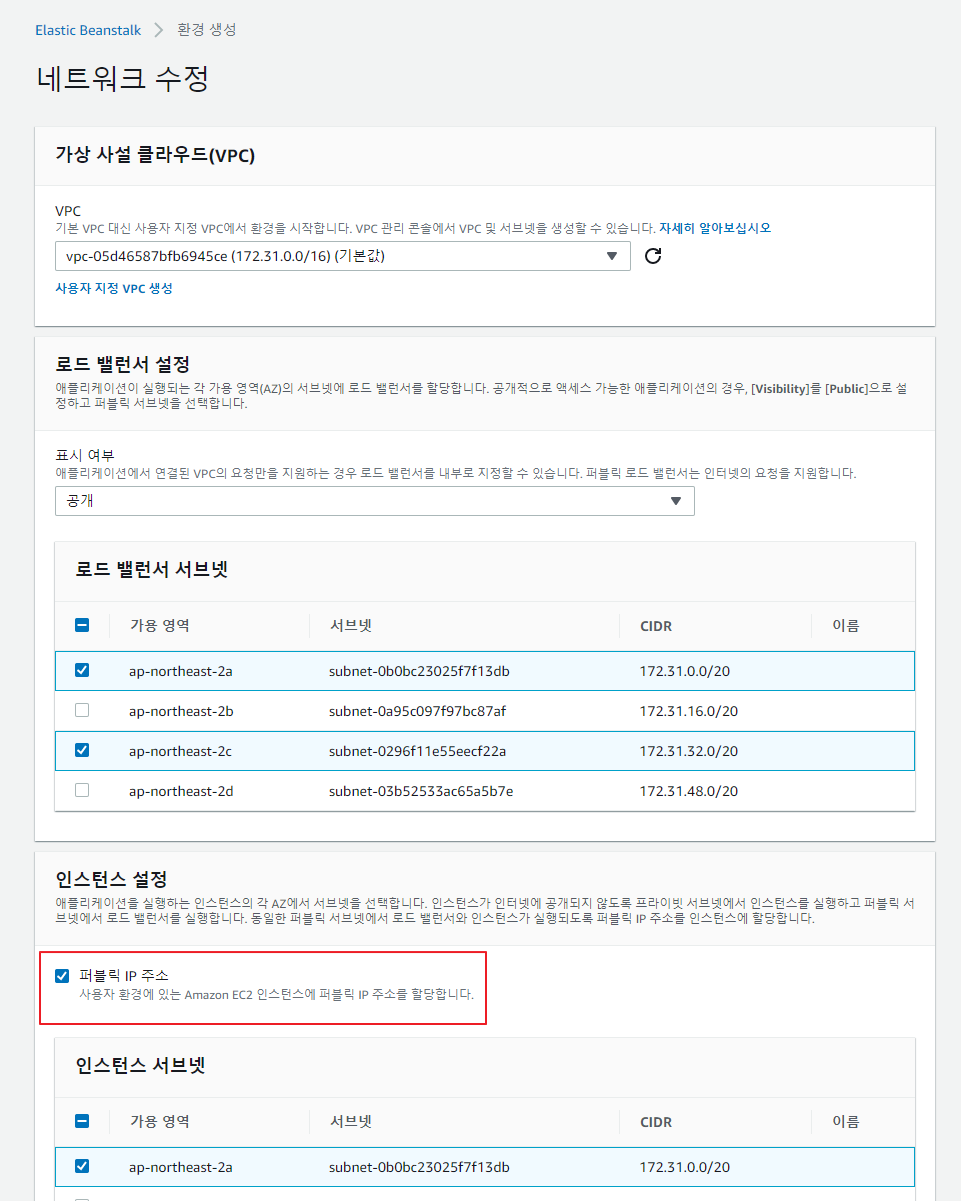 Elastic Beanstalk > 환경 생성
네트워크 수정
가상 사설 클라우드(VPC)
VPC
기본 VPC 대신 사용자 지정 VPC에서 환경을 시작합니다. VPC 관리 콘솔에서 VPC 및 서브넷을 생성할 수 있습니다. 자세히 알아보십시오
vpc-05d46587bfb6945ce (172.31.0.0/16) (기본값)
사용자 지정 VPC 생성
로드 밸런서 설정
애플리케이션이 실행되는 각 가용 영역(AZ)의 서브넷에 로드 밸런서를 할당합니다. 공개적으로 액세스 가능한 애플리케이션의 경우, [Visibility]를 [Public]으로 설
정하고 퍼블릭 서브넷을 선택합니다.
표시 여부
애플리케이션에서 연결된 VPC의 요청만을 지원하는 경우 로드 밸런서를 내부로 지정할 수 있습니다. 퍼블릭 로드 밸런서는 인터넷의 요청을 지원합니다.
공개
로드 밸런서 서브넷
가용 영역 서브넷 CIDR 이름
ap-northeast-2a subnet-0b0bc23025f7f13db 172.31.0.0/20
ap-northeast-2b subnet-0a95c097f97bc87af 172.31.16.0/20
ap-northeast-2c subnet-0296f11e55eecf22a 172.31.32.0/20
ap-northeast-2d subnet-03b52533ac65a5b7e 172.31.48.0/20
인스턴스 설정
애플리케이션을 실행하는 인스턴스의 각 AZ에서 서브넷을 선택합니다. 인스턴스가 인터넷에 공개되지 않도록 프라이빗 서브넷에서 인스턴스를 실행하고 퍼블릭 서
브넷에서 로드 밸런서를 실행합니다. 동일한 퍼블릭 서브넷에서 로드 밸런서와 인스턴스가 실행되도록 퍼블릭 IP 주소를 인스턴스에 할당합니다.
퍼블릭 IP 주소
사용자 환경에 있는 Amazon EC2 인스턴스에 퍼블릭 IP 주소를 할당합니다.
인스턴스 서브넷
가용 영역 서브넷 CIDR 이름
ap-northeast-2a subnet-0b0bc23025f7f13db 172.31.0.0/20